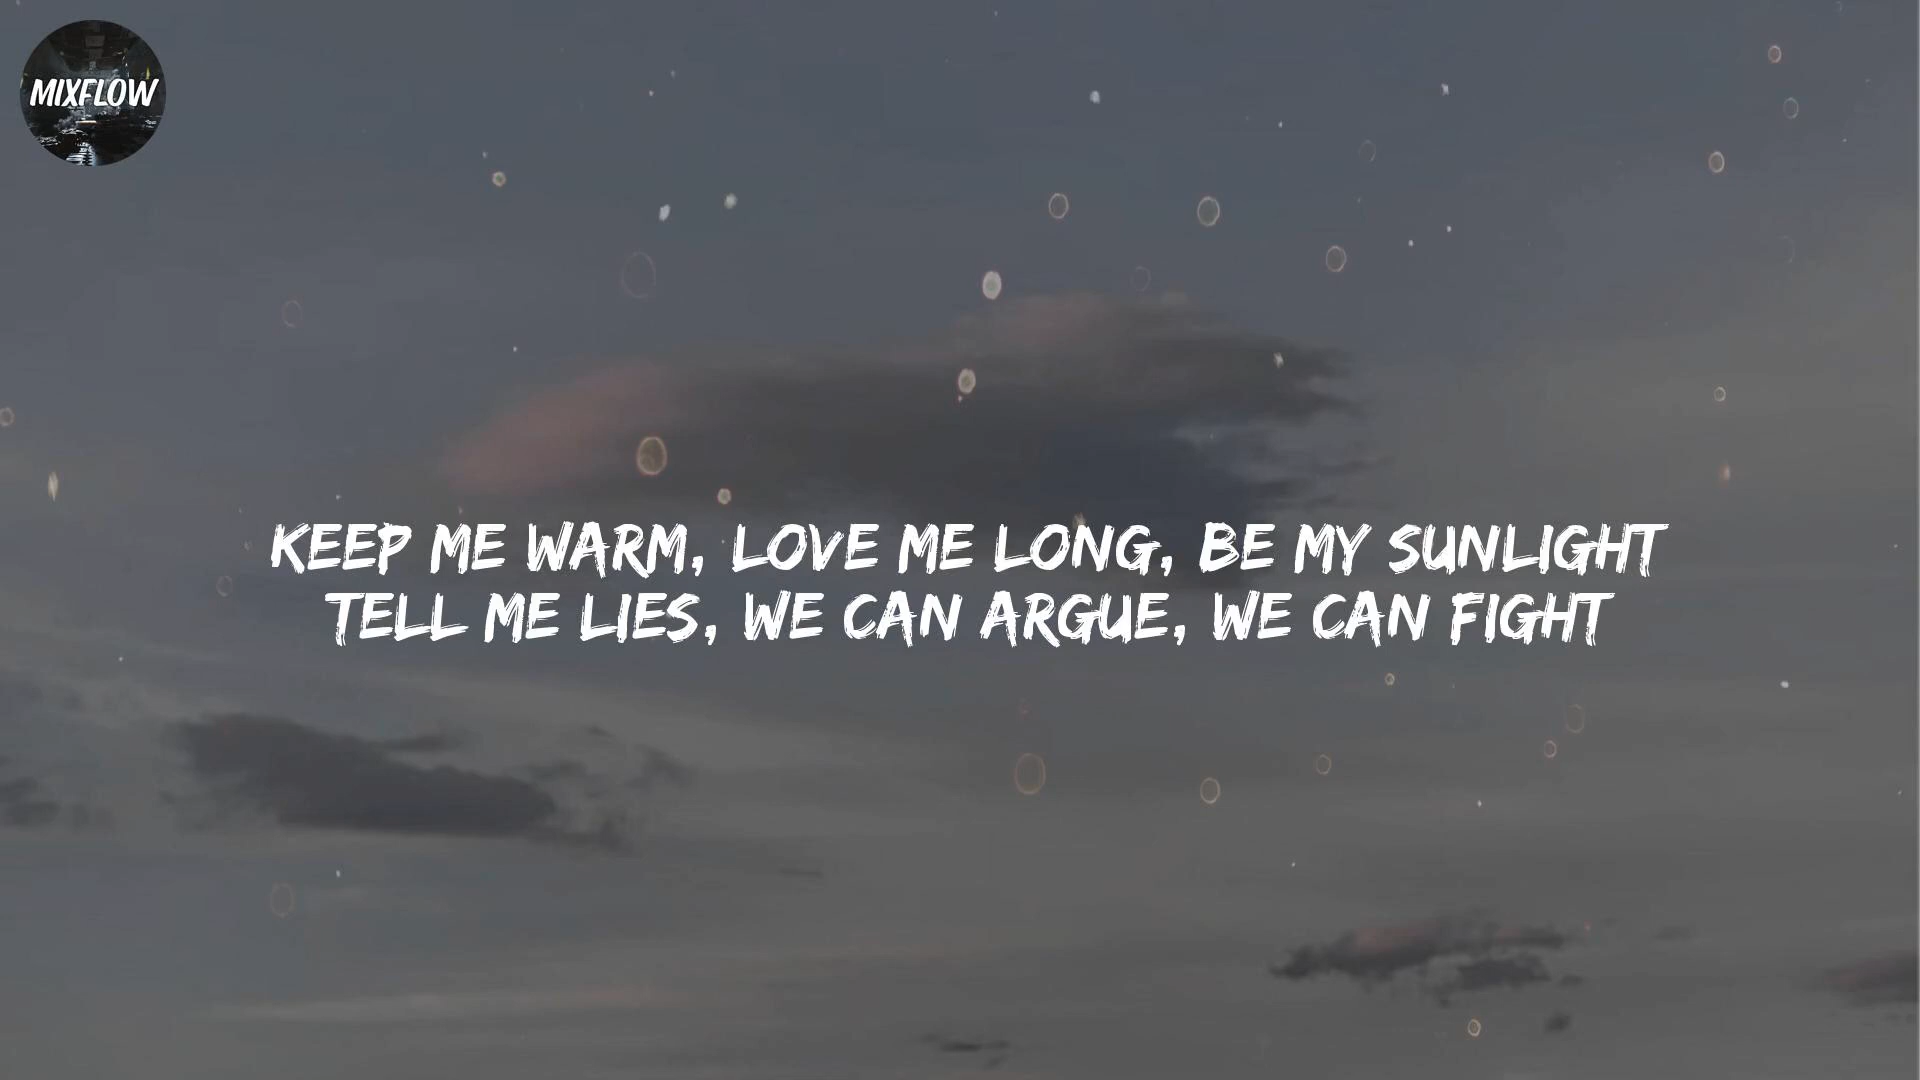 MIXFLOW
KEEP ME WARM, LOVE ME LONG, BE MY SUNLIGHT
TELL ME LIES, WE CAN ARGUE, WE CAN FIGHT